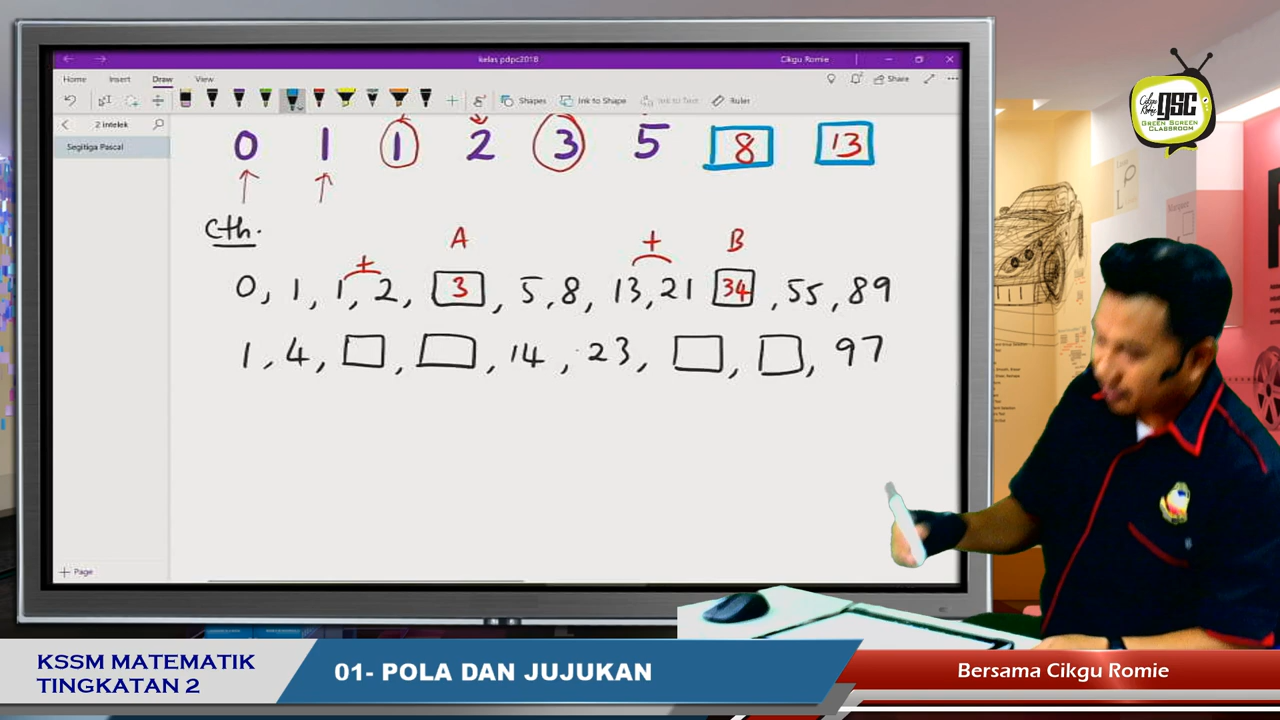 kelas pdpc2018
Cikgu Romie
Home Insert Draw View
Share
Shapes Ink to Shape Ink to Text Ruler
2 intelek
Segitiga Pascal
0 1 1 2 3 5 8 13
Cth.
A + B
+
0, 1, 1, 2, 3, 5, 8, 13, 21 34, 55, 89
1, 4, , , 14, 23, , , 97
+ Page
Cikgu Romie GSC
GREEN SCREEN
CLASSROOM
KSSM MATEMATIK
TINGKATAN 2
01- POLA DAN JUJUKAN
Bersama Cikgu Romie